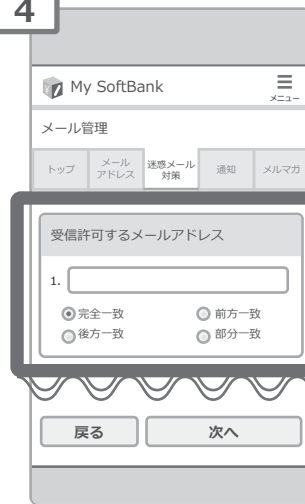 4
My SoftBank
メニュー
メール管理
トップ
メール
アドレス
迷惑メール
対策
通知
メルマガ
受信許可するメールアドレス
1.
完全一致
前方一致
後方一致
部分一致
戻る
次へ